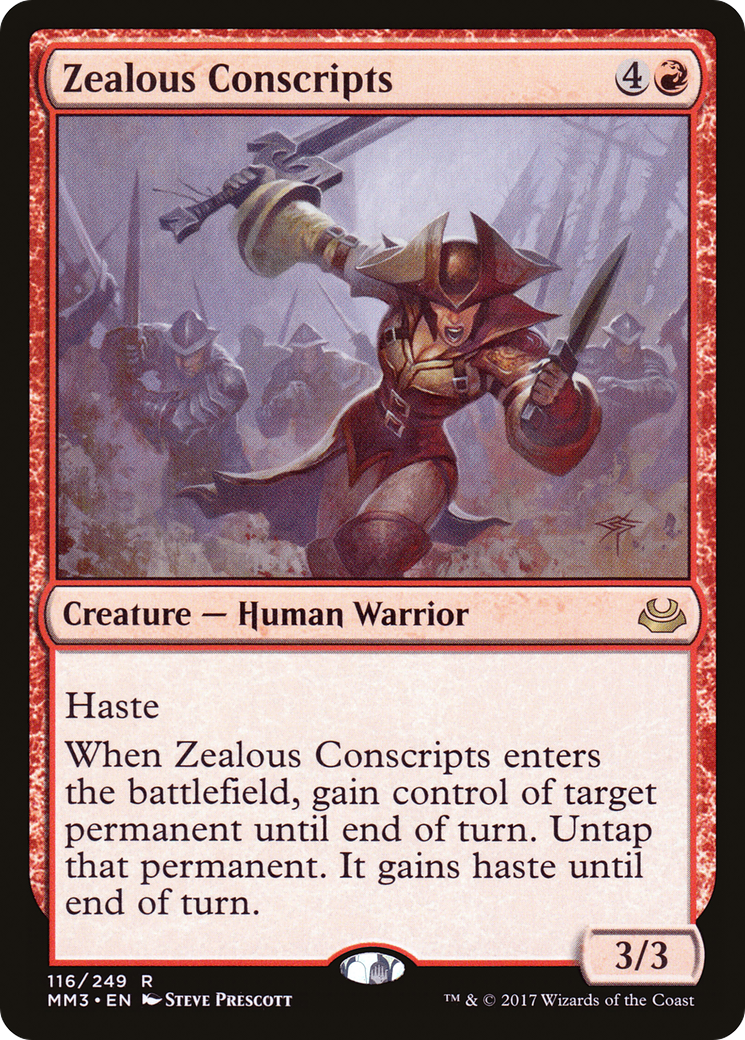 Zealous Conscripts 4
Creature — Human Warrior
Haste
When Zealous Conscripts enters
the battlefield, gain control of target
permanent until end of turn. Untap
that permanent. It gains haste until
end of turn.
3/3
116/249 R
MM3 • EN Steve Prescott
™ & © 2017 Wizards of the Coast